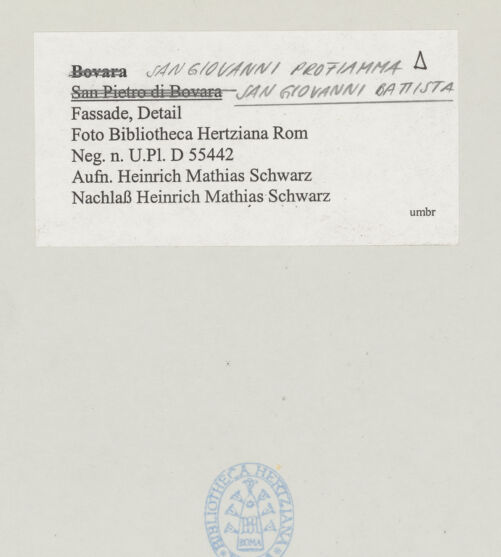 Bovara SAN GIOVANNI PROFIAMMA Δ
San Pietro di Bovara SAN GIOVANNI BATTISTA
Fassade, Detail
Foto Bibliotheca Hertziana Rom
Neg. n. U.Pl. D 55442
Aufn. Heinrich Mathias Schwarz
Nachlaß Heinrich Mathias Schwarz
umbr
BIBLIOTHECA HERTZIANA
ROMA